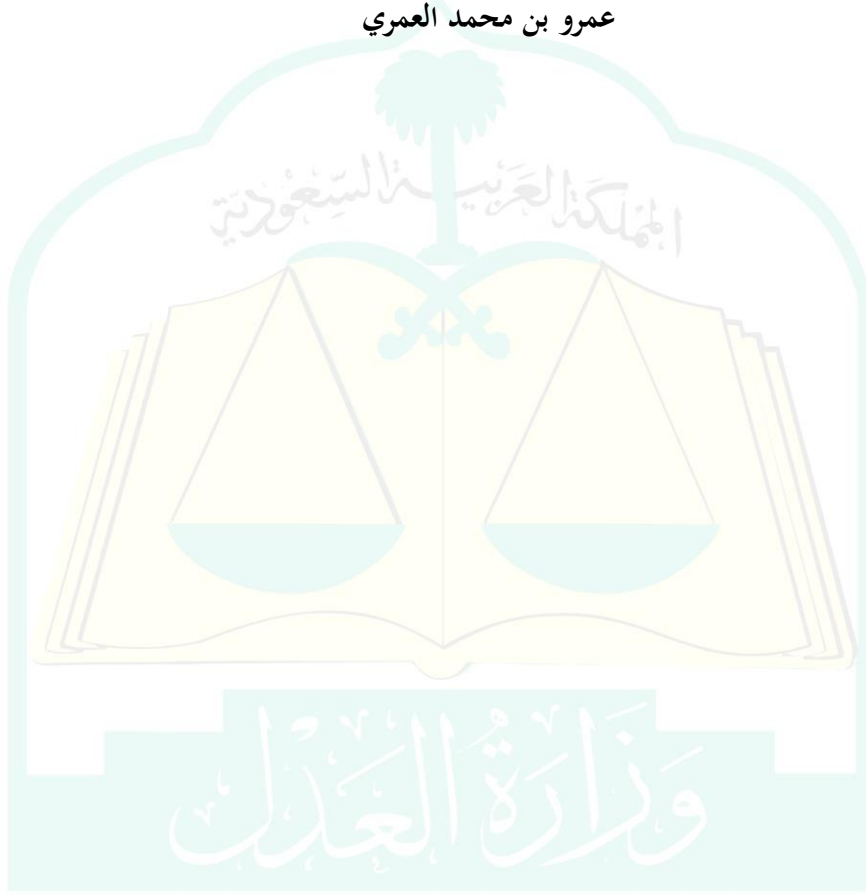 عمرو بن محمد العمري
المملكة العربية السعودية
وزارة العدل